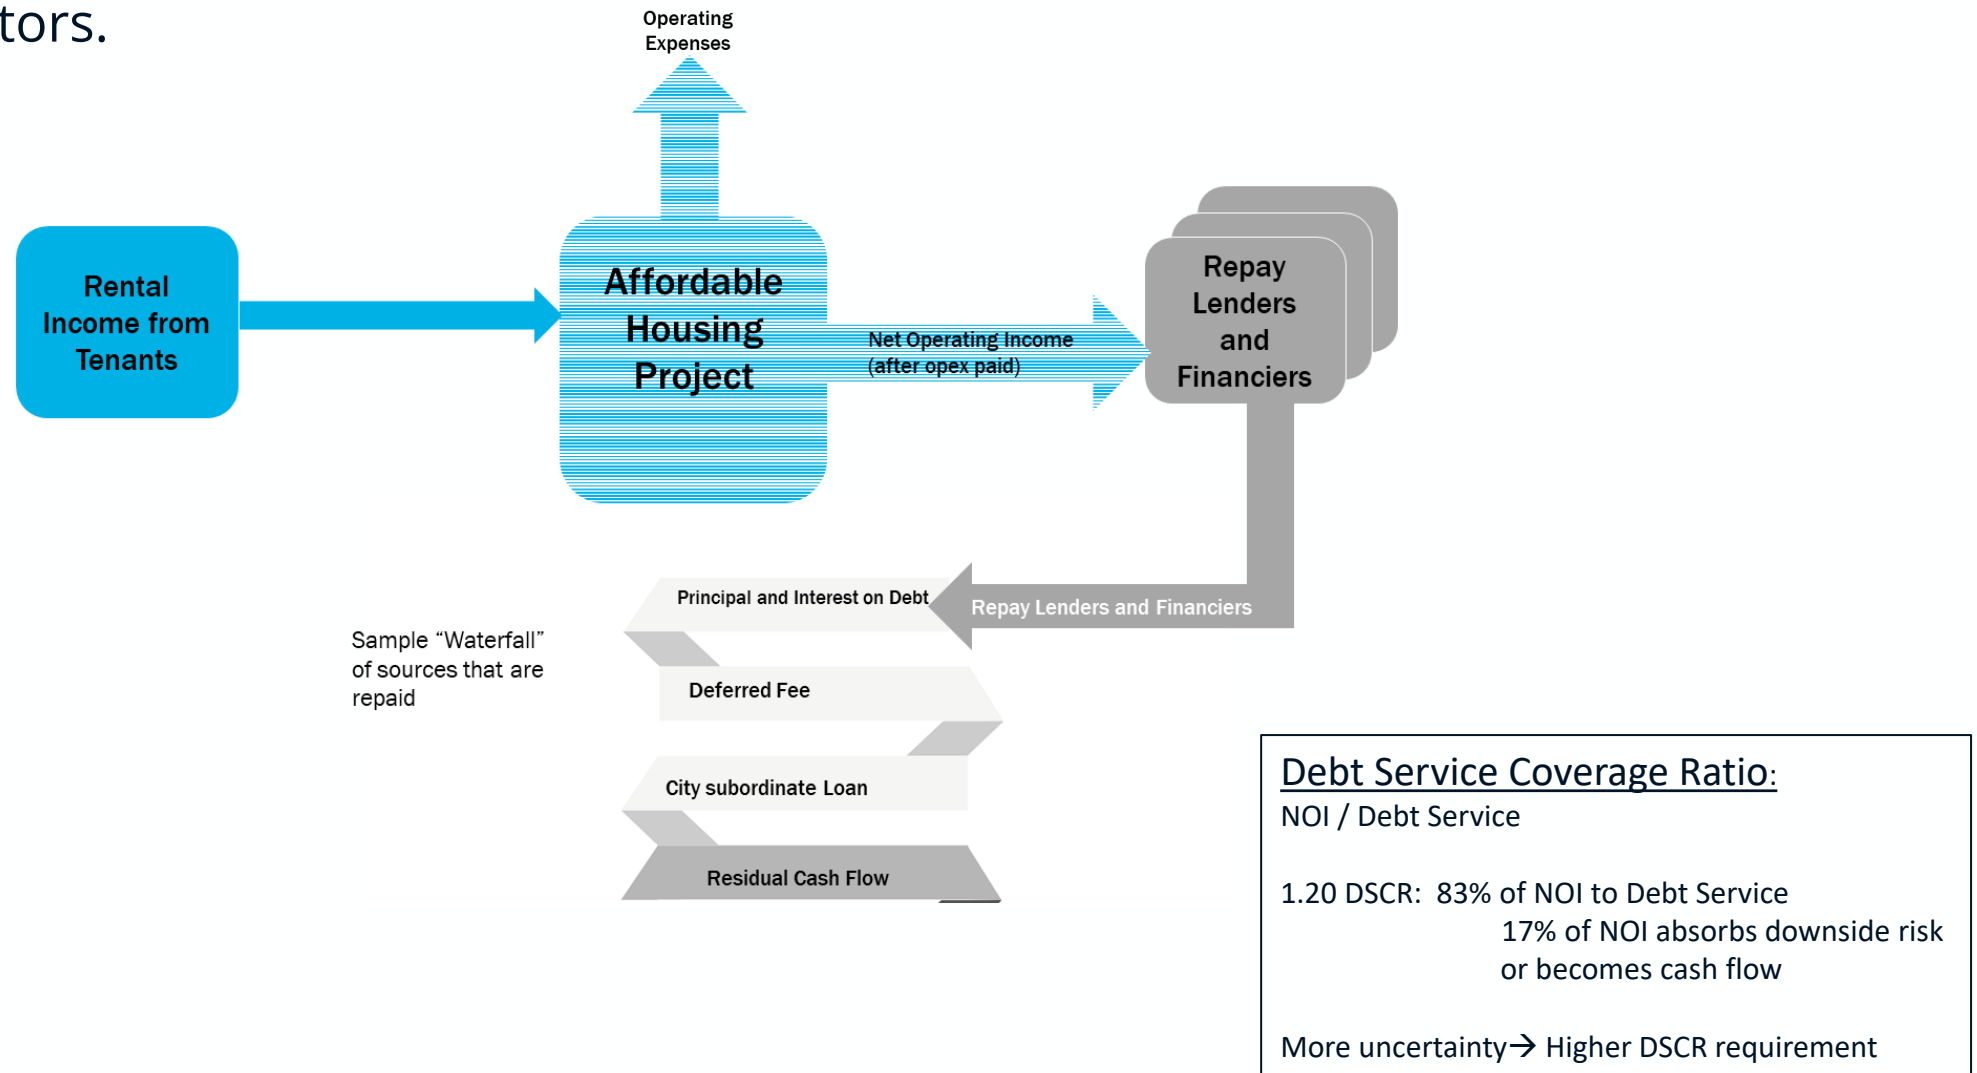 tors.
Operating
Expenses
Rental
Income from
Tenants
Affordable
Housing
Project
Net Operating Income
(after opex paid)
Repay
Lenders
and
Financiers
Principal and Interest on Debt
Repay Lenders and Financiers
Sample “Waterfall”
of sources that are
repaid
Deferred Fee
City subordinate Loan
Residual Cash Flow
Debt Service Coverage Ratio:
NOI / Debt Service
1.20 DSCR: 83% of NOI to Debt Service
17% of NOI absorbs downside risk
or becomes cash flow
More uncertainty→ Higher DSCR requirement